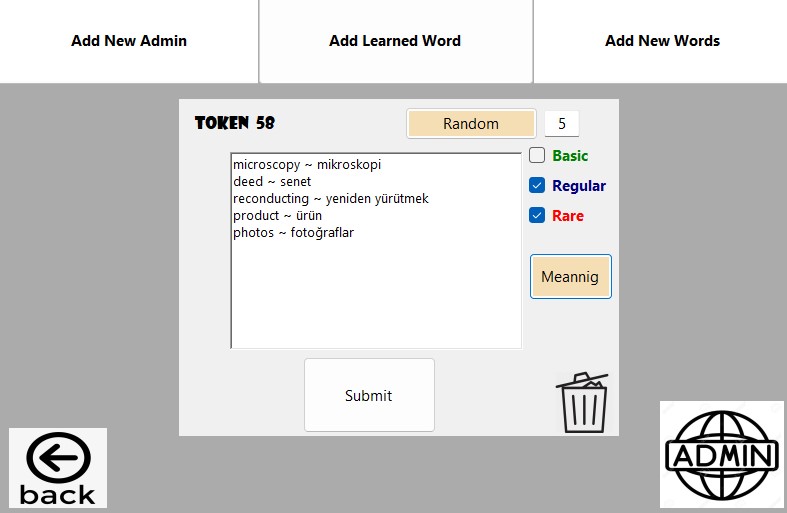 Add New Admin
Add Learned Word
Add New Words
TOKEN 58
Random
5
Basic
microscopy ~ mikroskopi
deed ~ senet
reconducting ~ yeniden yürütmek
product ~ ürün
photos ~ fotoğraflar
Regular
Rare
Meannig
Submit
back
ADMIN